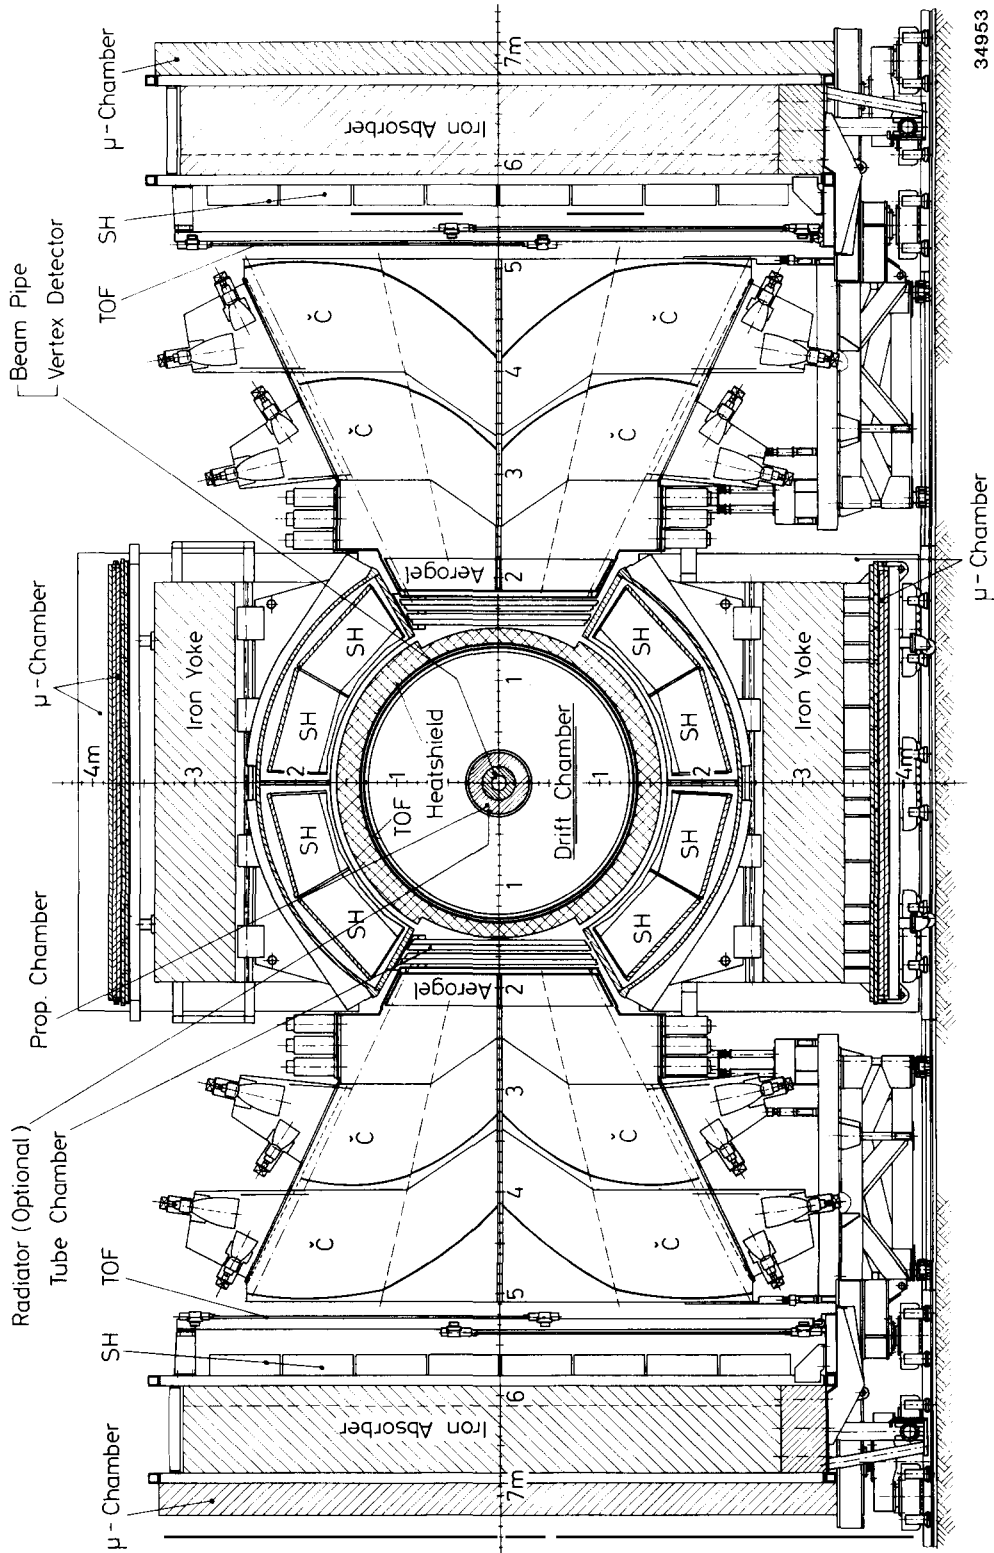 Radiator (Optional)
Beam Pipe
Prop. Chamber
µ-Chamber
Vertex Detector
Tube Chamber
4m
µ-Chamber
SH
TOF
TOF
SH
µ-Chamber
Iron Yoke
3
2
SH
SH
SH
SH
Č
Č
Č
Č
Iron Absorber
Iron Absorber
1
TOF
Heatshield
Aerogel
Aerogel
7m
6
5
4
3
2
1
1
2
3
4
5
6
7m
Drift Chamber
1
Č
Č
Č
Č
SH
SH
SH
SH
2
Iron Yoke
3
4m
µ-Chamber
34953